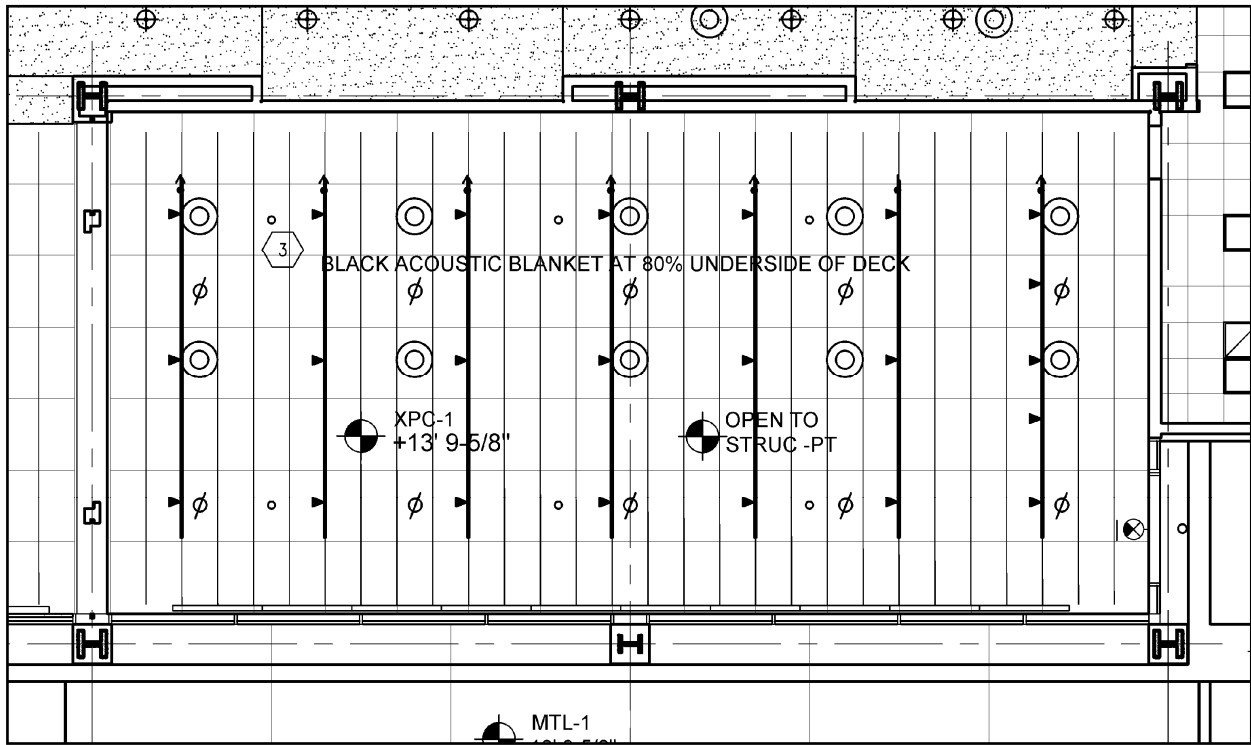 3
BLACK ACOUSTIC BLANKET AT 80% UNDERSIDE OF DECK
XPC-1
+13' 9-5/8"
OPEN TO
STRUC -PT
MTL-1